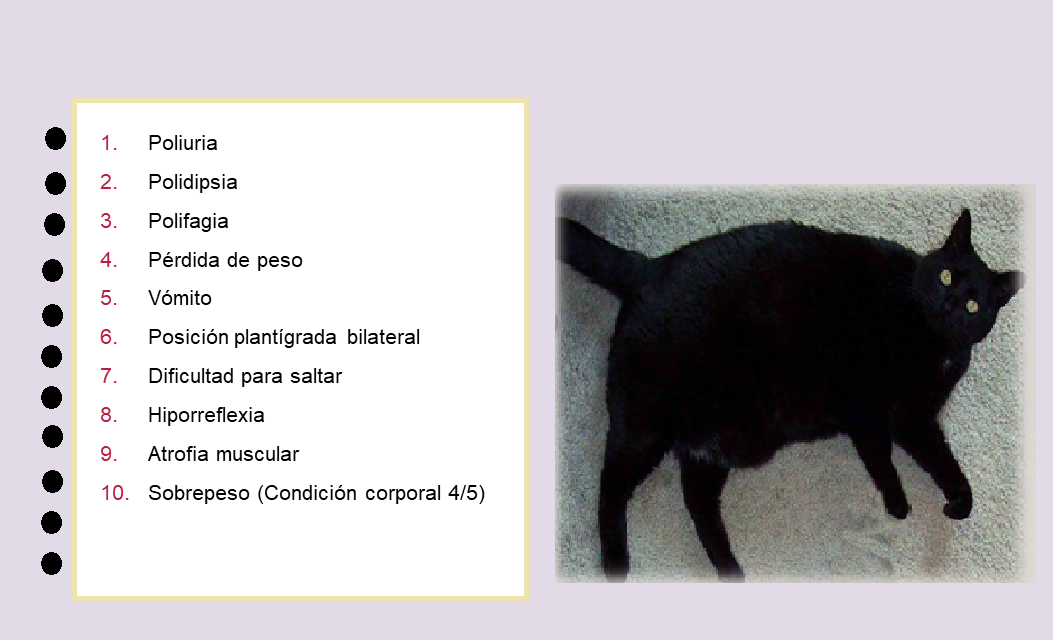 1. Poliuria
2. Polidipsia
3. Polifagia
4. Pérdida de peso
5. Vómito
6. Posición plantígrada bilateral
7. Dificultad para saltar
8. Hiporreflexia
9. Atrofia muscular
10. Sobrepeso (Condición corporal 4/5)